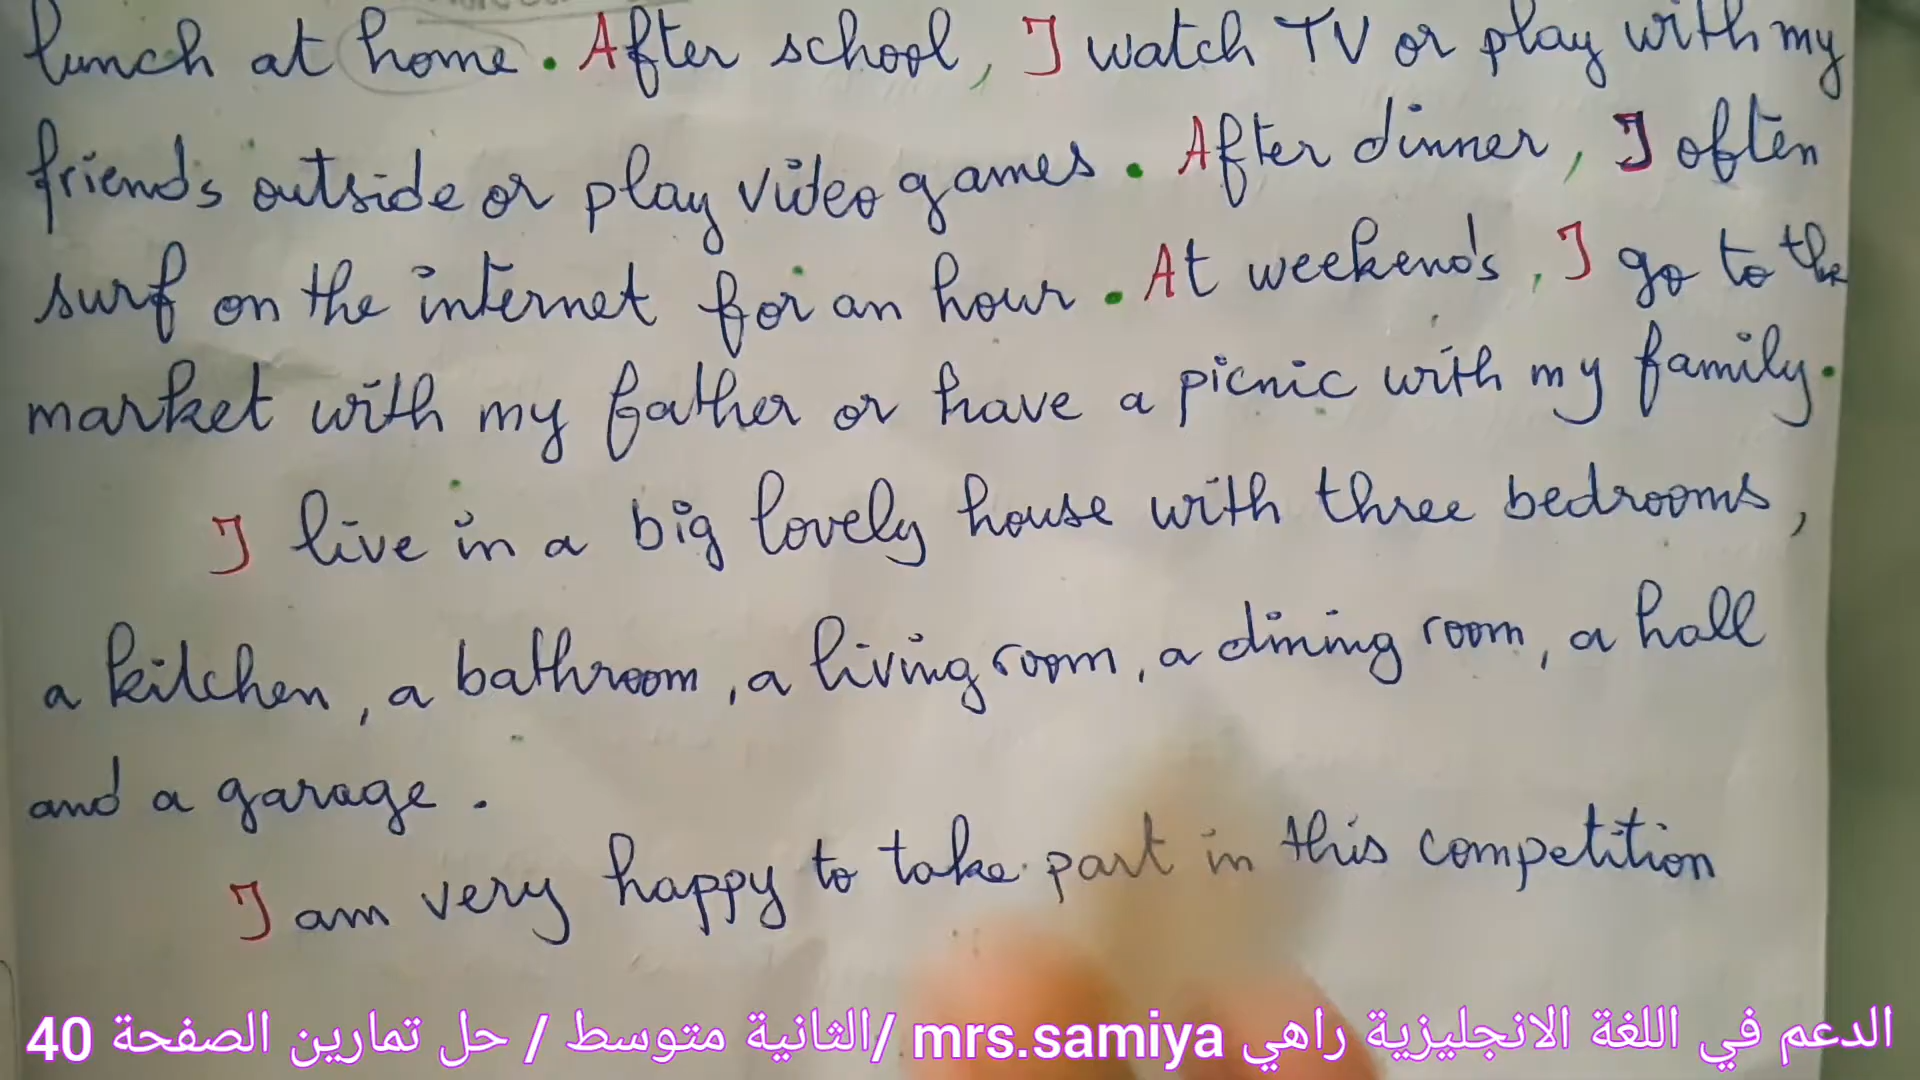 lunch at home. After school, I watch TV or play with my
friends outside or play video games. After dinner, I often
surf on the internet for an hour. At weekends, I go to the
market with my father or have a picnic with my family.
I live in a big lovely house with three bedrooms,
a kitchen, a bathroom, a living room, a dining room, a hall
and a garage.
I am very happy to take part in this competition
الدعم في اللغة الانجليزية راهي mrs.samiya /الثانية متوسط / حل تمارين الصفحة 40